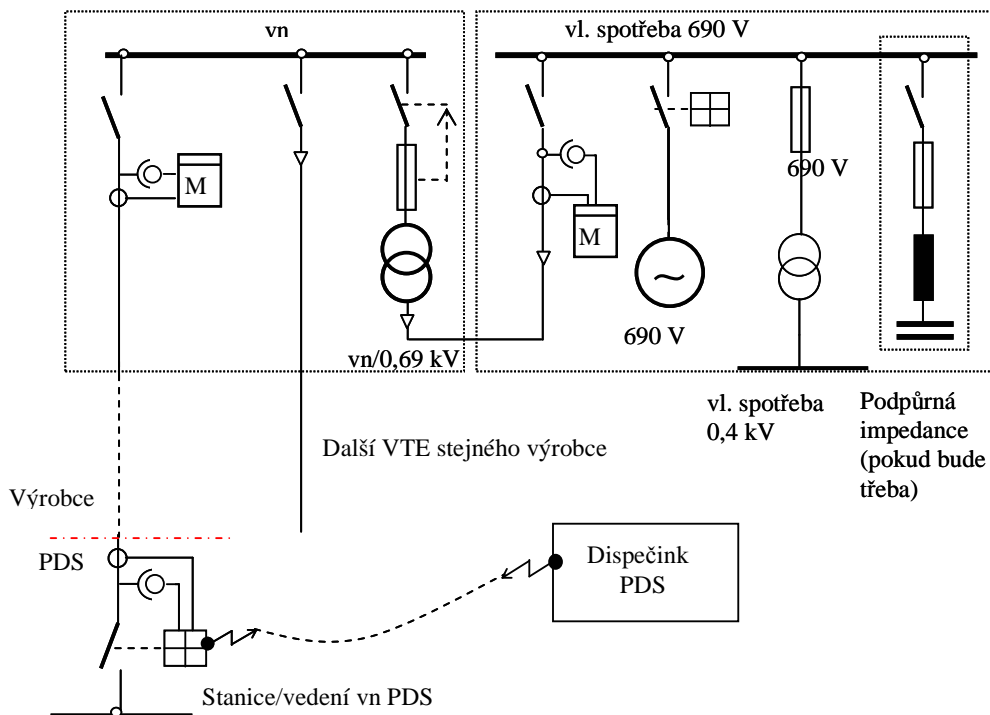 vn
vl. spotřeba 690 V
M
690 V
M
690 V
vn/0,69 kV
vl. spotřeba
0,4 kV
Podpůrná
impedance
(pokud bude
třeba)
Další VTE stejného výrobce
Výrobce
PDS
Dispečink
PDS
Stanice/vedení vn PDS